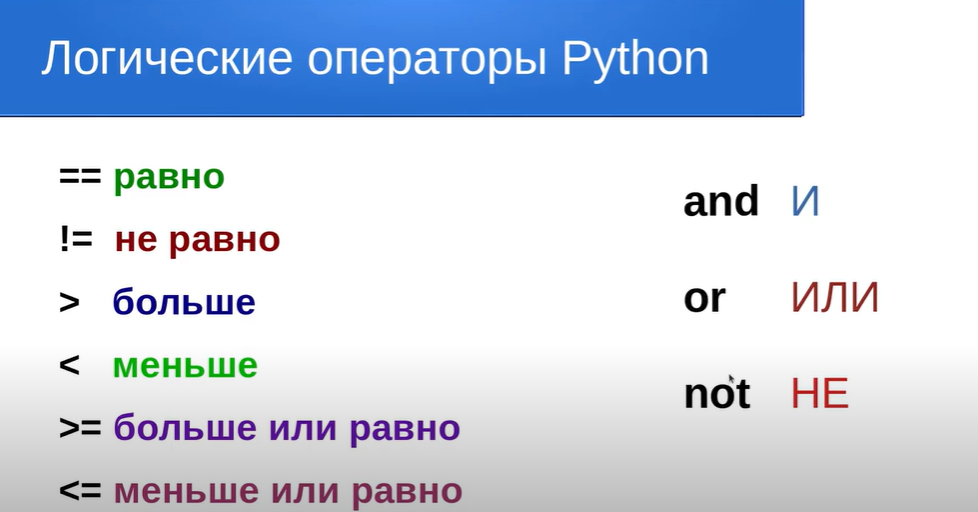 Логические операторы Python
== равно
!= не равно
> больше
< меньше
>= больше или равно
<= меньше или равно
and И
or ИЛИ
not НЕ